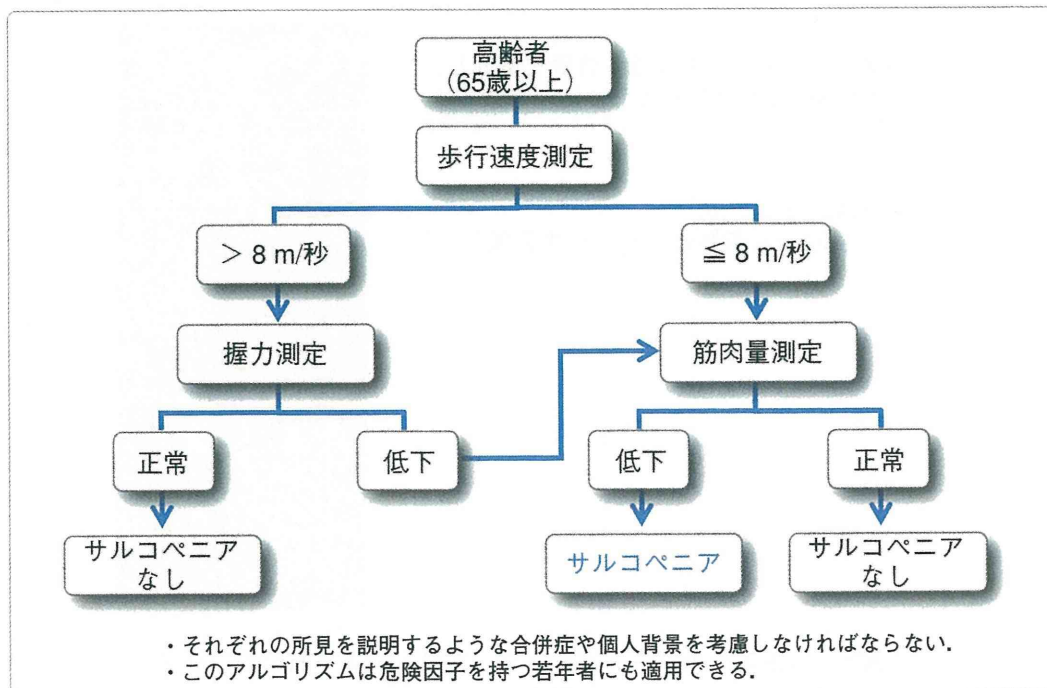 高齢者
（65歳以上）
歩行速度測定
＞ 8 m/秒
≦ 8 m/秒
握力測定
筋肉量測定
正常
低下
低下
正常
サルコペニア
なし
サルコペニア
サルコペニア
なし
・それぞれの所見を説明するような合併症や個人背景を考慮しなければならない．
・このアルゴリズムは危険因子を持つ若年者にも適用できる．